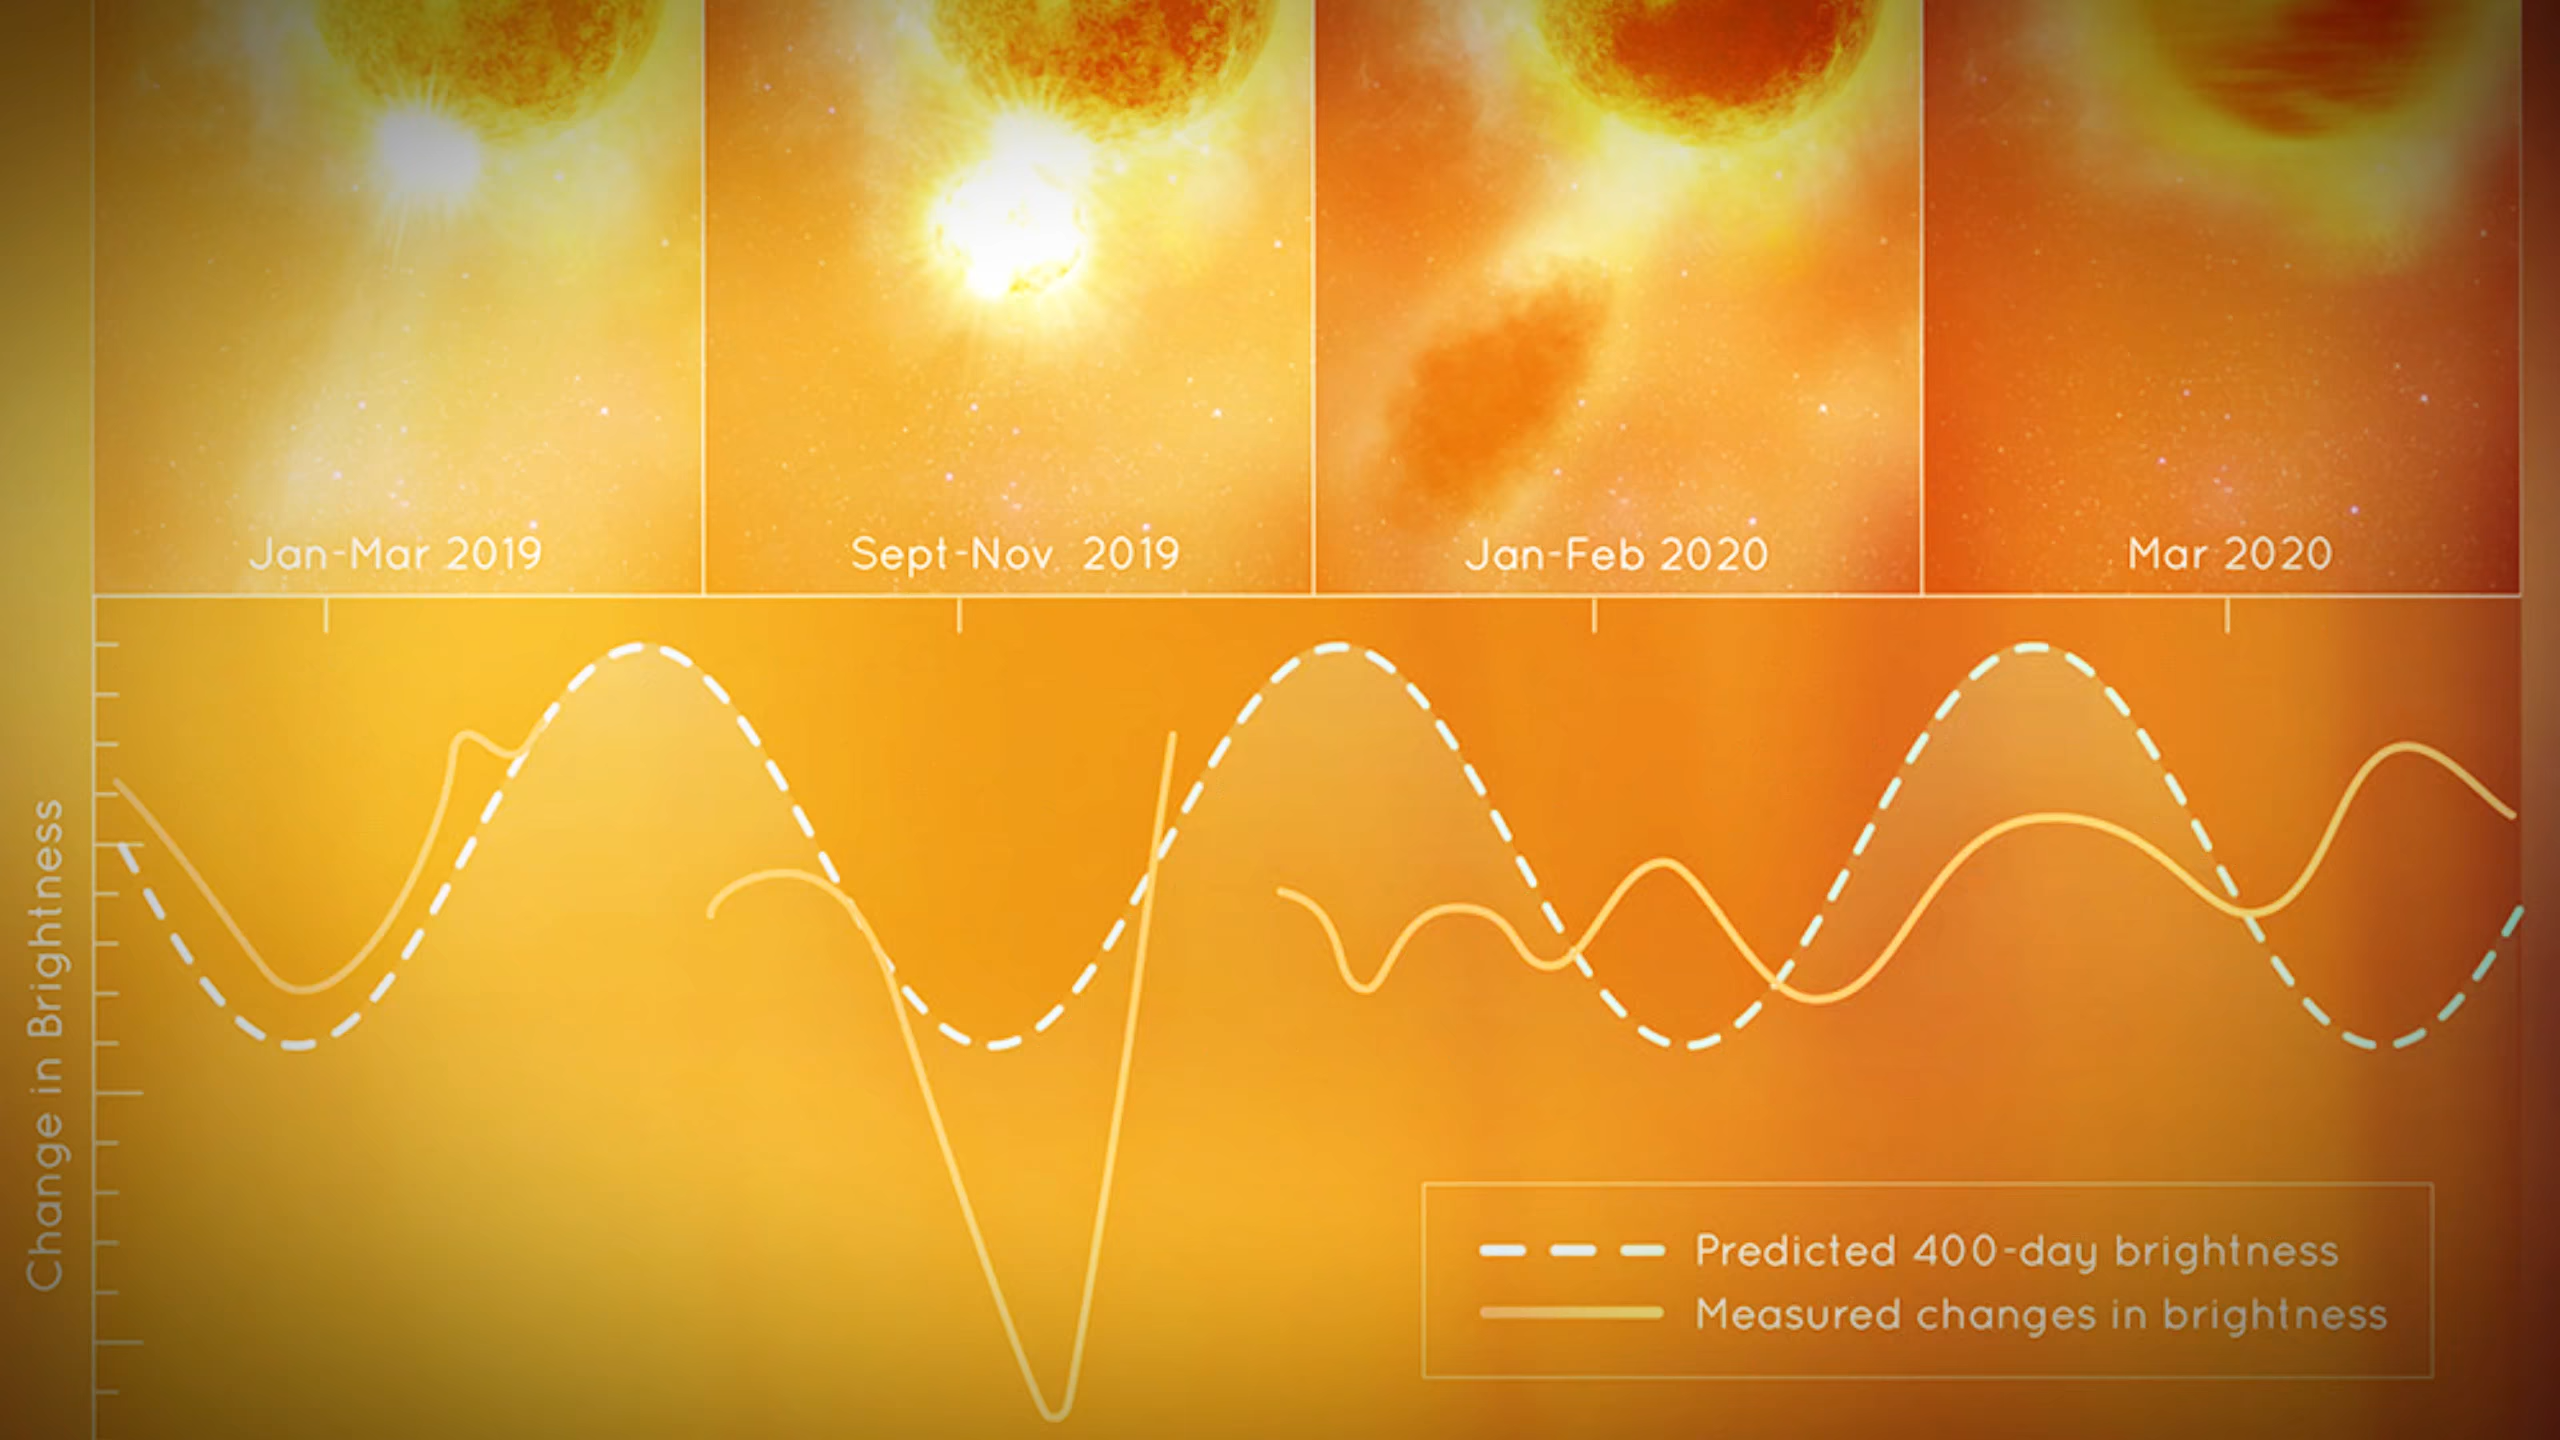 Jan-Mar 2019
Sept-Nov 2019
Jan-Feb 2020
Mar 2020
Change in Brightness
Predicted 400-day brightness
Measured changes in brightness